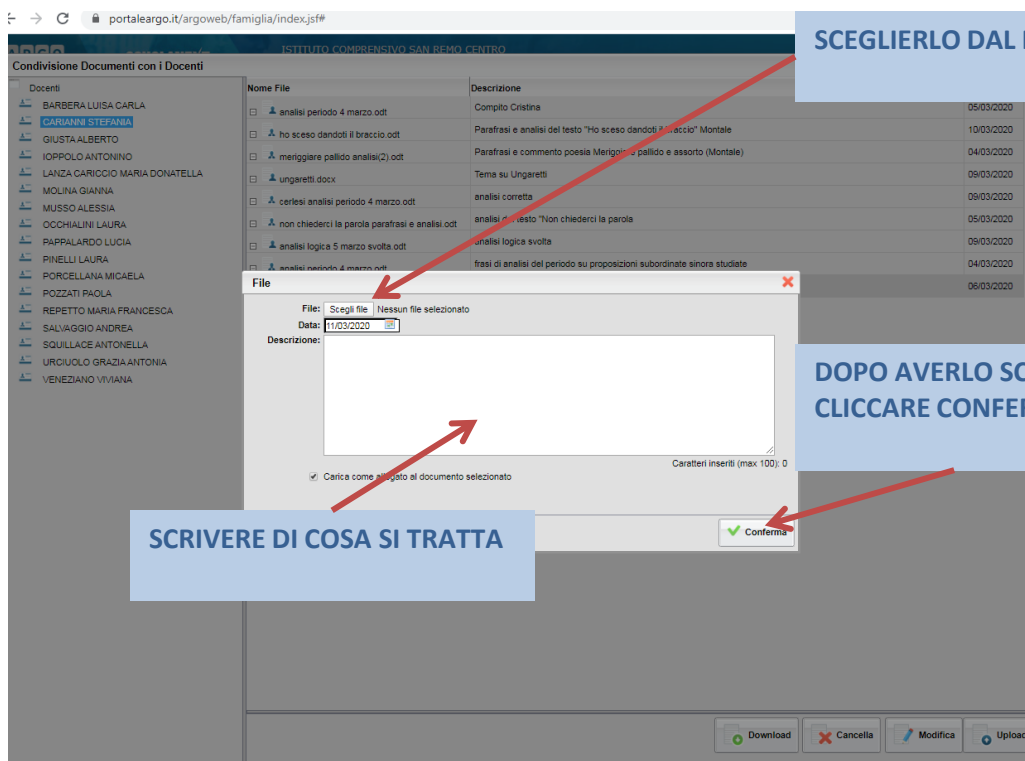 portaleargo.it/argoweb/famiglia/index.jsf#
ISTITUTO COMPRENSIVO SAN REMO CENTRO
Condivisione Documenti con i Docenti
Docenti
BARBERA LUISA CARLA
CARIANNI STEFANIA
GIUSTA ALBERTO
IOPPOLO ANTONINO
LANZA CARICCIO MARIA DONATELLA
MOLINA GIANNA
MUSSO ALESSIA
OCCHIALINI LAURA
PAPPALARDO LUCIA
PINELLI LAURA
PORCELLANA MICAELA
POZZATI PAOLA
REPETTO MARIA FRANCESCA
SALVAGGIO ANDREA
SQUILLACE ANTONELLA
URCIUOLO GRAZIA ANTONIA
VENEZIANO VIVIANA
Nome File Descrizione
analisi periodo 4 marzo.odt Compito Cristina 05/03/2020
ho sceso dandoti il braccio.odt Parafrasi e analisi del testo "Ho sceso dandoti il braccio" Montale 10/03/2020
meriggiare pallido analisi(2).odt Parafrasi e commento poesia Meriggiare pallido e assorto (Montale) 04/03/2020
ungaretti.docx Tema su Ungaretti 09/03/2020
cerlesi analisi periodo 4 marzo.odt analisi corretta 09/03/2020
non chiederci la parola parafrasi e analisi.odt analisi del testo "Non chiederci la parola 05/03/2020
analisi logica 5 marzo svolta.odt analisi logica svolta 09/03/2020
analisi periodo 4 marzo.odt frasi di analisi del periodo su proposizioni subordinate sinora studiate 04/03/2020
06/03/2020
SCEGLIERLO DAL
File
File: Scegli file Nessun file selezionato
Data: 11/03/2020
Descrizione:
Caratteri inseriti (max 100): 0
Carica come allegato al documento selezionato
Conferma
DOPO AVERLO
CLICCARE
SCRIVERE DI COSA SI TRATTA
Download Cancella Modifica Upload